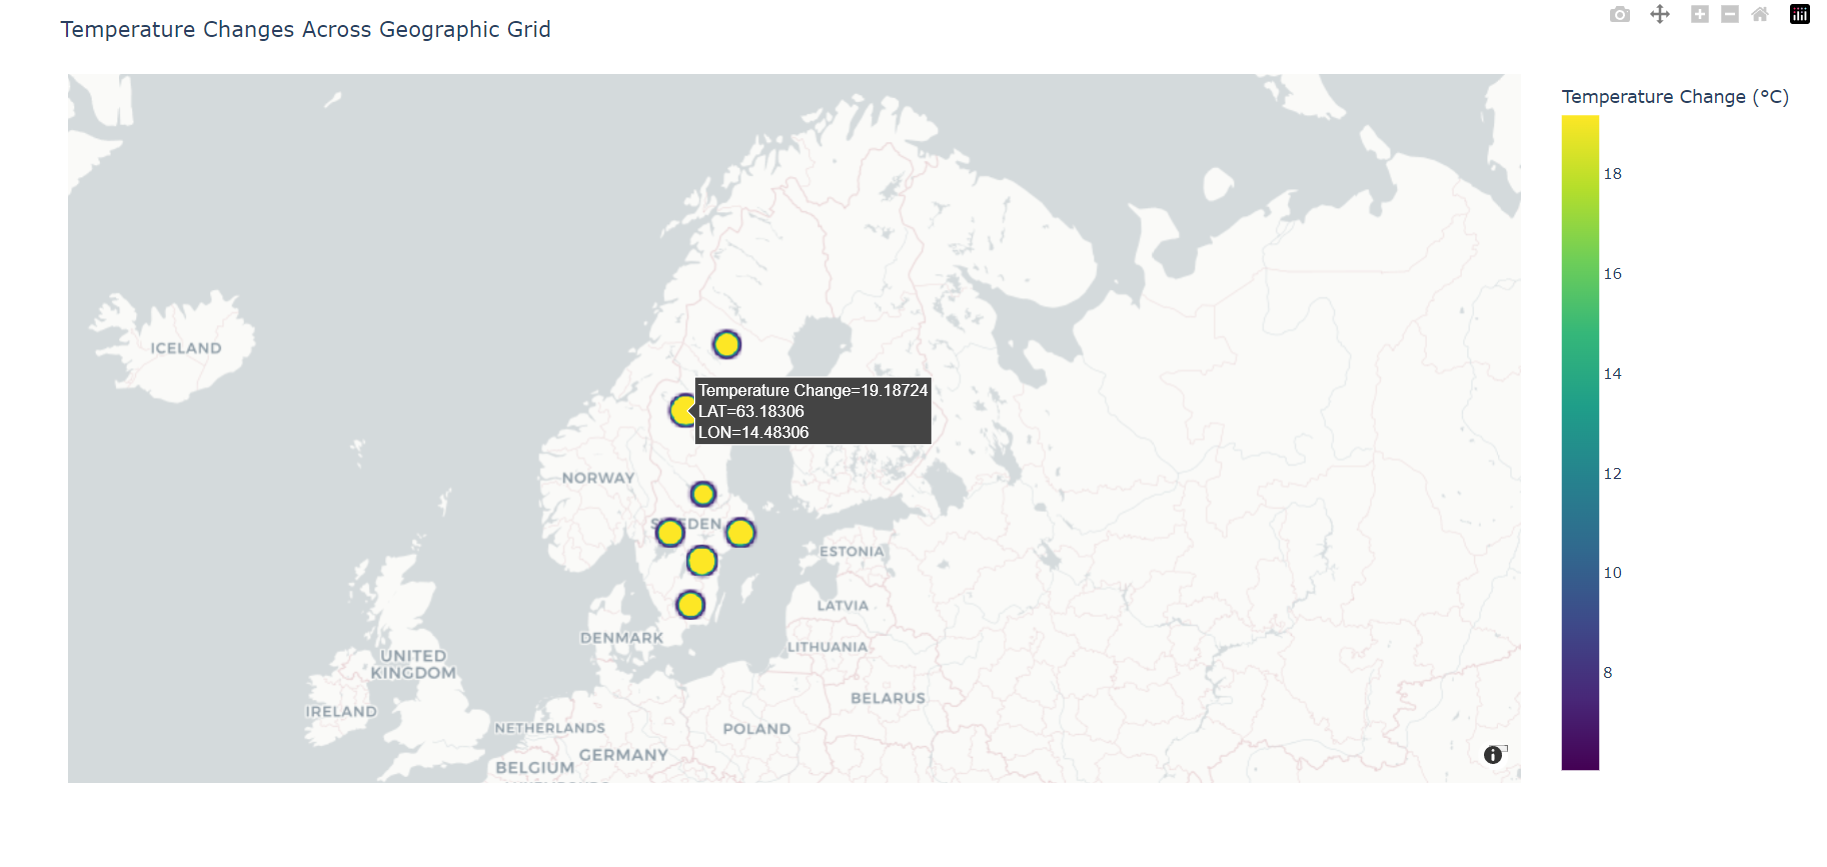 Temperature Changes Across Geographic Grid
Temperature Change (°C)
18
16
14
12
10
8
ICELAND
Temperature Change=19.18724
LAT=63.18306
LON=14.48306
NORWAY
SWEDEN
ESTONIA
LATVIA
DENMARK
LITHUANIA
UNITED
KINGDOM
BELARUS
IRELAND
NETHERLANDS
POLAND
GERMANY
BELGIUM